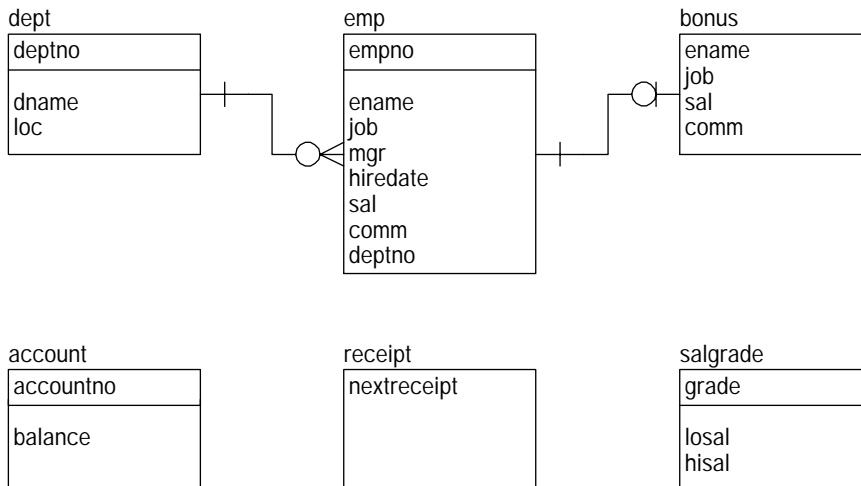 dept
deptno
dname
loc
emp
empno
ename
job
mgr
hiredate
sal
comm
deptno
bonus
ename
job
sal
comm
account
accountno
balance
receipt
nextreceipt
salgrade
grade
losal
hisal